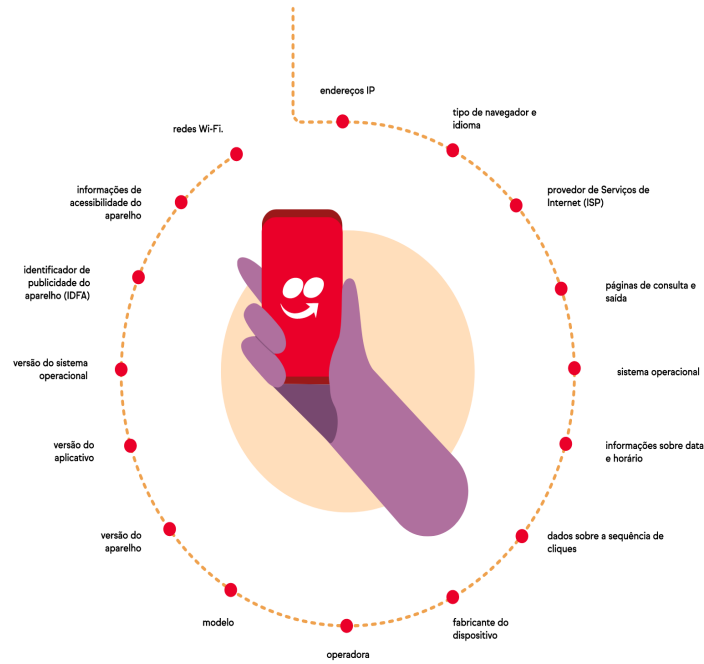 endereços IP
tipo de navegador e
idioma
provedor de Serviços de
Internet (ISP)
páginas de consulta e
saída
sistema operacional
informações sobre data
e horário
dados sobre a sequência de
cliques
fabricante do
dispositivo
operadora
modelo
versão do
aparelho
versão do
aplicativo
versão do sistema
operacional
identificador de
publicidade do
aparelho (IDFA)
informações de
acessibilidade do
aparelho
redes Wi-Fi.